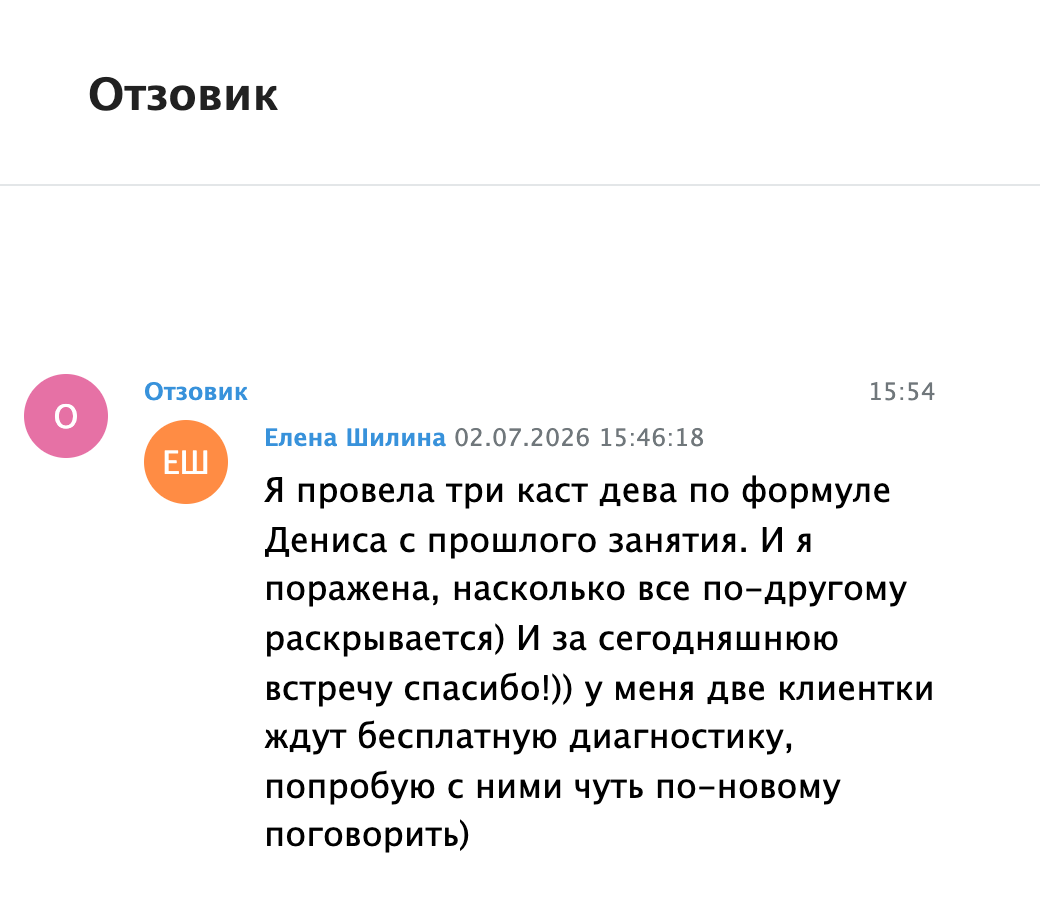 Отзовик
О
Отзовик 15:54
ЕШ
Елена Шилина 02.07.2026 15:46:18
Я провела три каст дева по формуле
Дениса с прошлого занятия. И я
поражена, насколько все по-другому
раскрывается) И за сегодняшнюю
встречу спасибо!)) у меня две клиентки
ждут бесплатную диагностику,
попробую с ними чуть по-новому
поговорить)